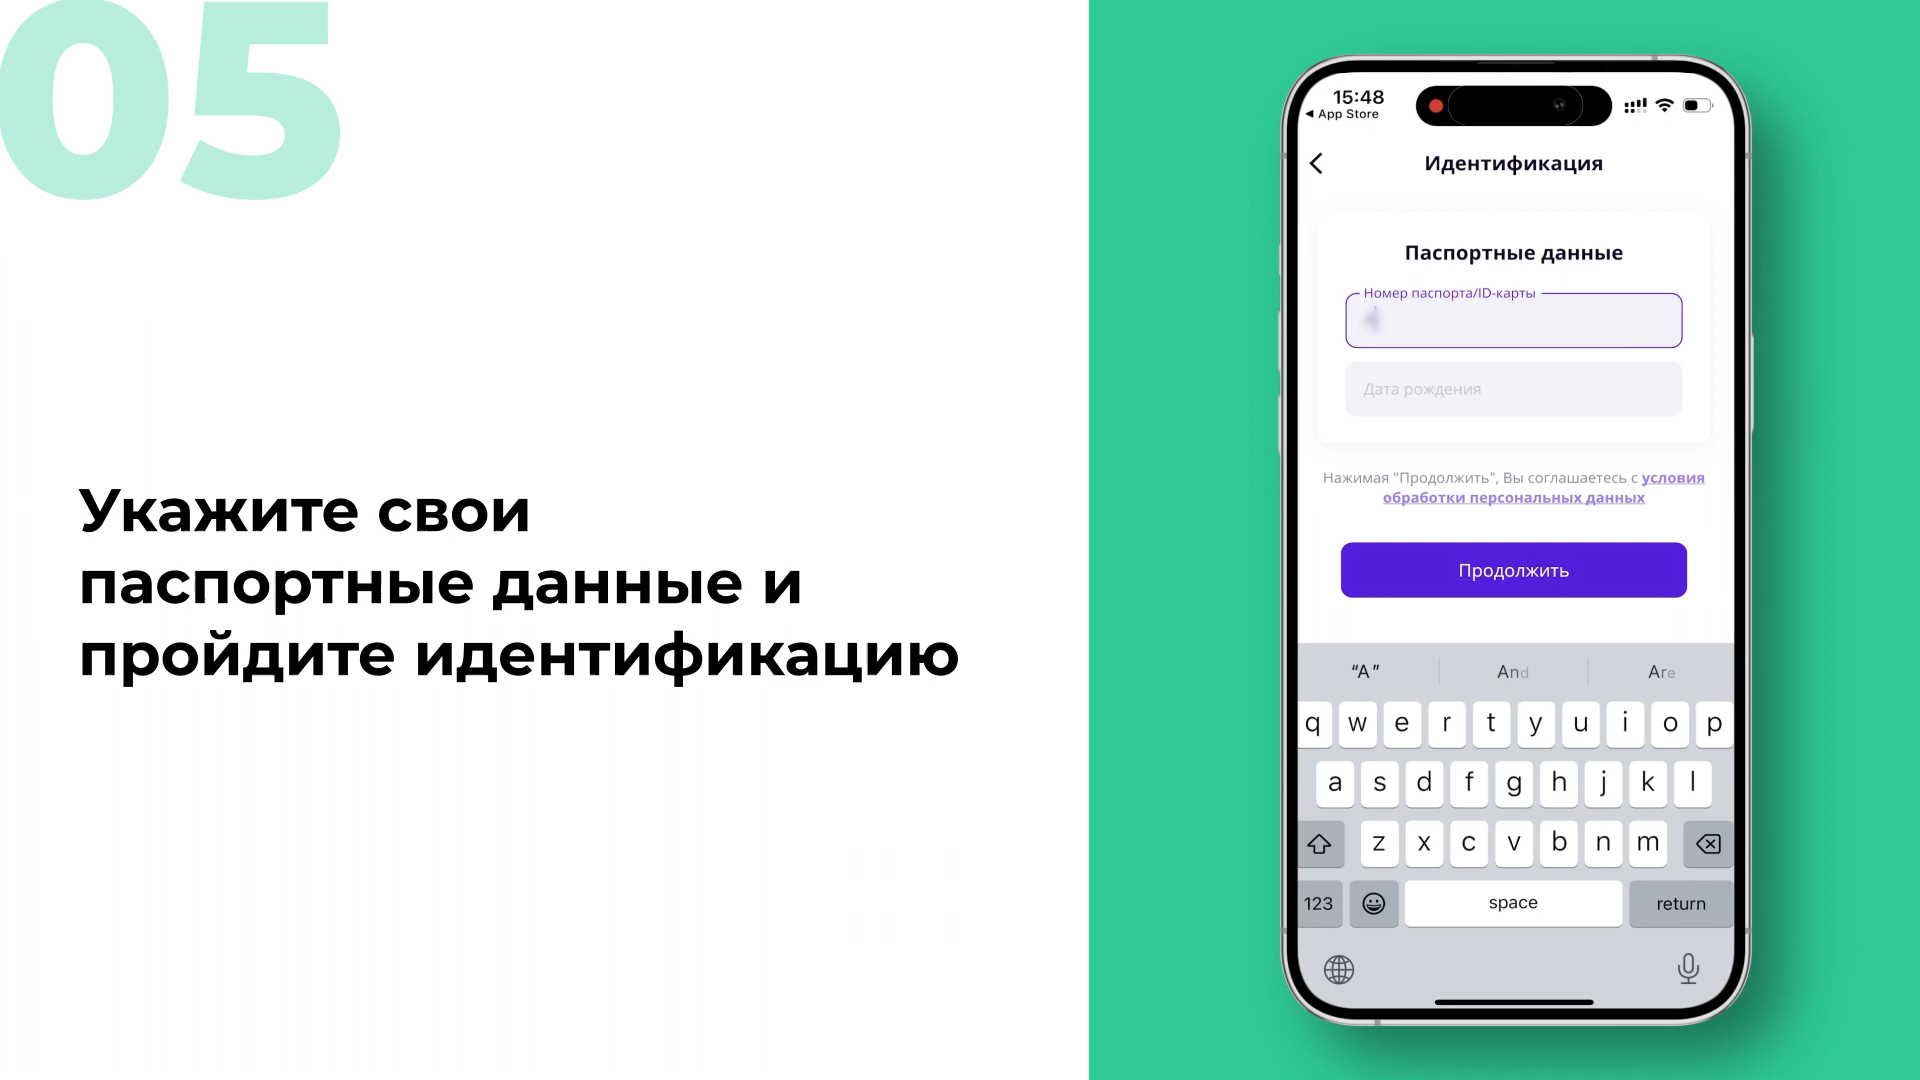 05
Укажите свои
паспортные данные и
пройдите идентификацию
15:48
App Store
Идентификация
Паспортные данные
Номер паспорта/ID-карты
Дата рождения
Нажимая "Продолжить", Вы соглашаетесь с условия
обработки персональных данных
Продолжить
“A” And Are
q w e r t y u i o p
a s d f g h j k l
z x c v b n m
123 space return